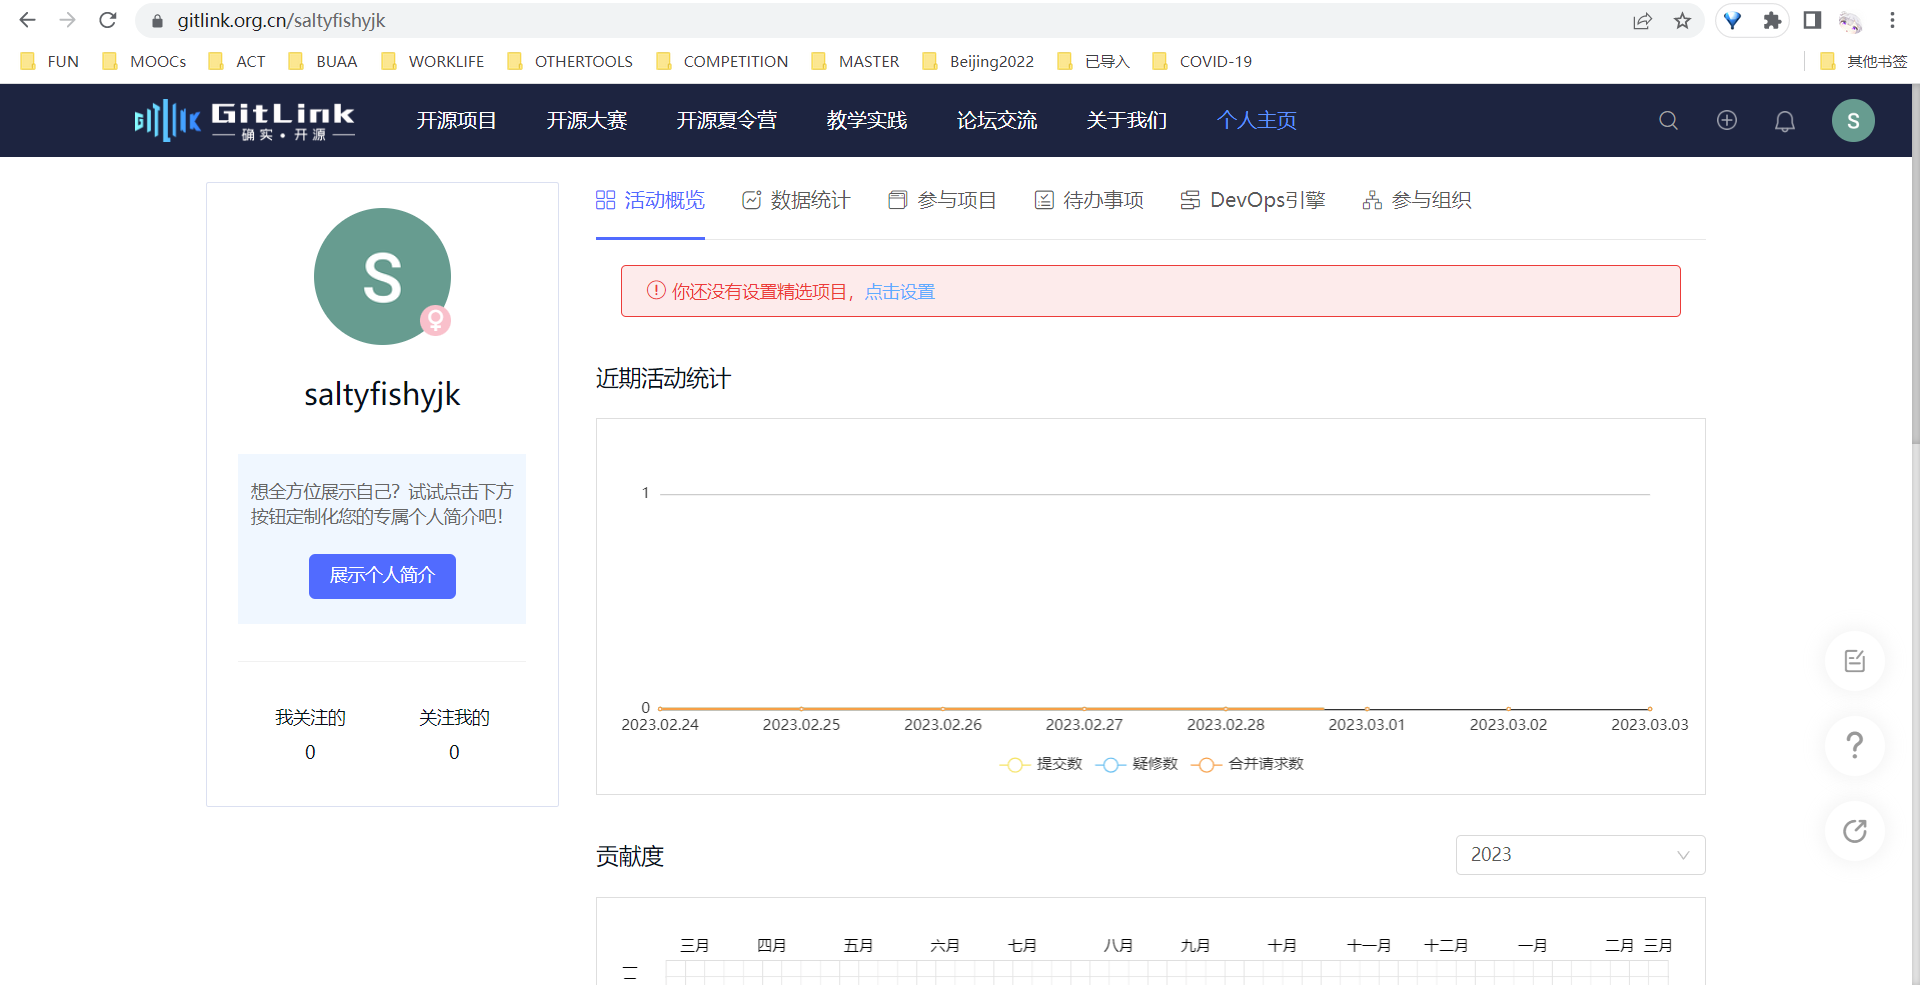 gitlink.org.cn/saltyfishyjk
FUN MOOCs ACT BUAA WORKLIFE OTHERTOOLS COMPETITION MASTER Beijing2022 已导入 COVID-19 其他书签
GitLink 开源项目 开源大赛 开源夏令营 教学实践 论坛交流 关于我们 个人主页 S
确实·开源
活动概览 数据统计 参与项目 待办事项 DevOps引擎 参与组织
S
你还没有设置精选项目，点击设置
近期活动统计
saltyfishyjk
想全方位展示自己？试试点击下方
按钮定制化您的专属个人简介吧！
展示个人简介
我关注的 关注我的
0 0
1
0
2023.02.24 2023.02.25 2023.02.26 2023.02.27 2023.02.28 2023.03.01 2023.03.02 2023.03.03
提交数 疑修数 合并请求数
贡献度 2023
三月 四月 五月 六月 七月 八月 九月 十月 十一月 十二月 一月 二月 三月